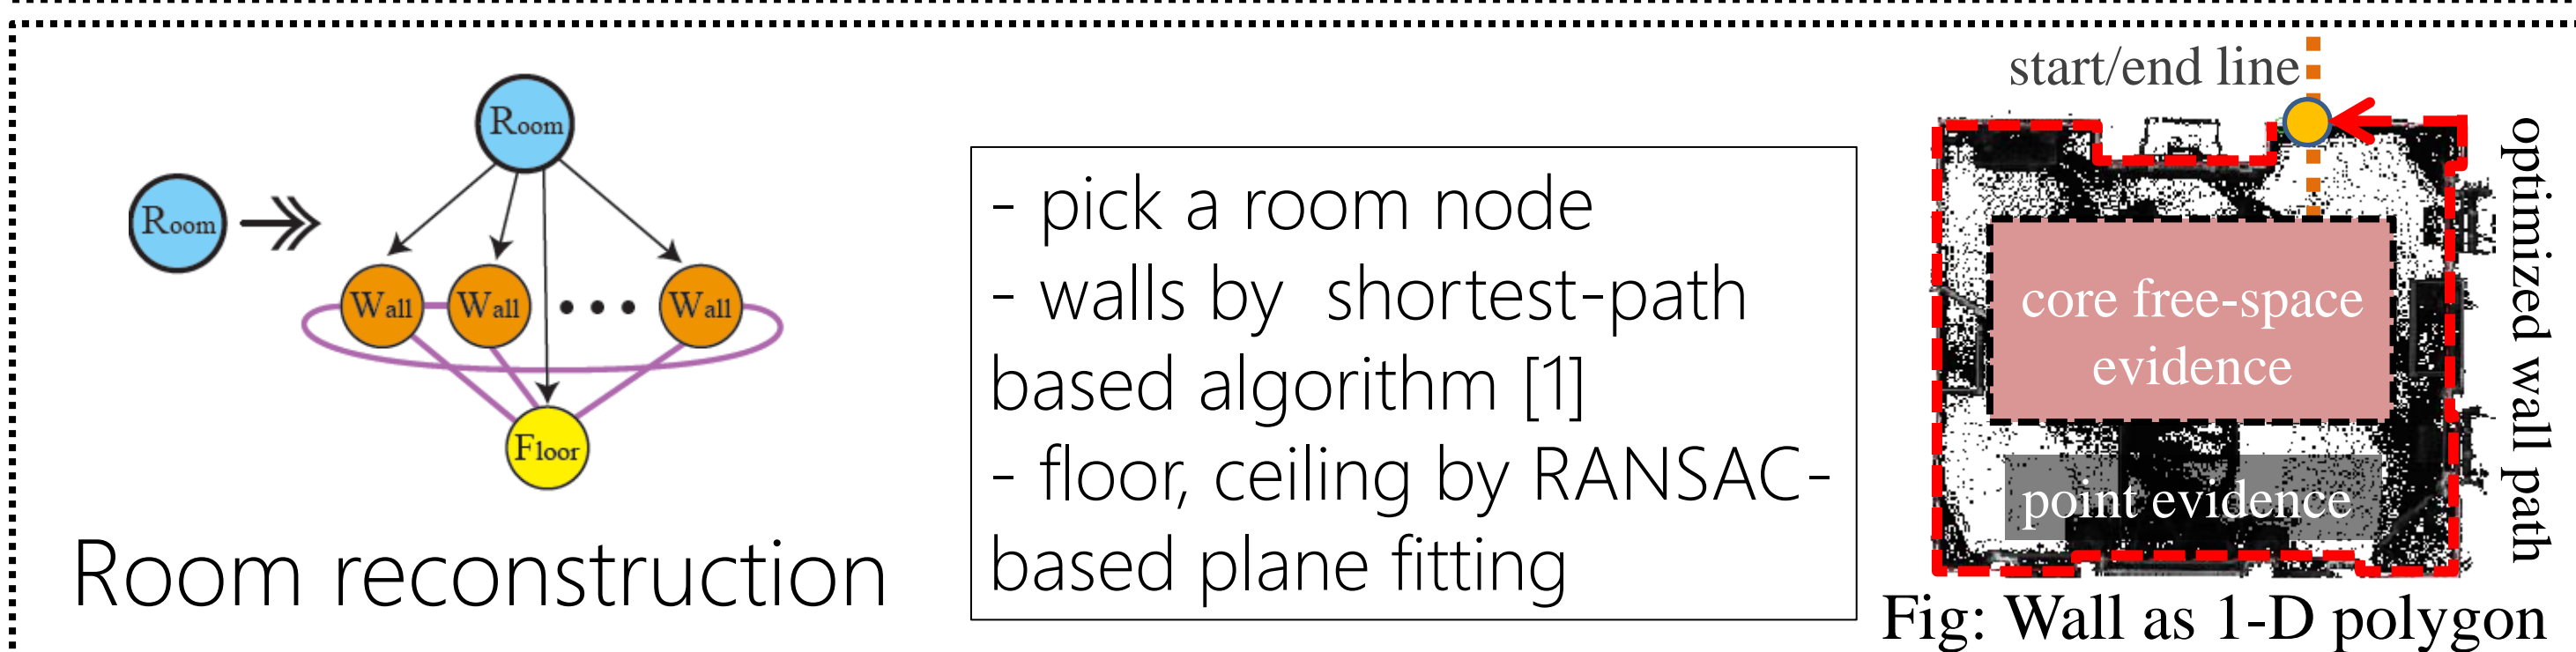 Room
Room
Wall Wall ••• Wall
Floor
Room reconstruction
- pick a room node
- walls by shortest-path
based algorithm [1]
- floor, ceiling by RANSAC-
based plane fitting
start/end line
core free-space
evidence
point evidence
optimized wall path
Fig: Wall as 1-D polygon